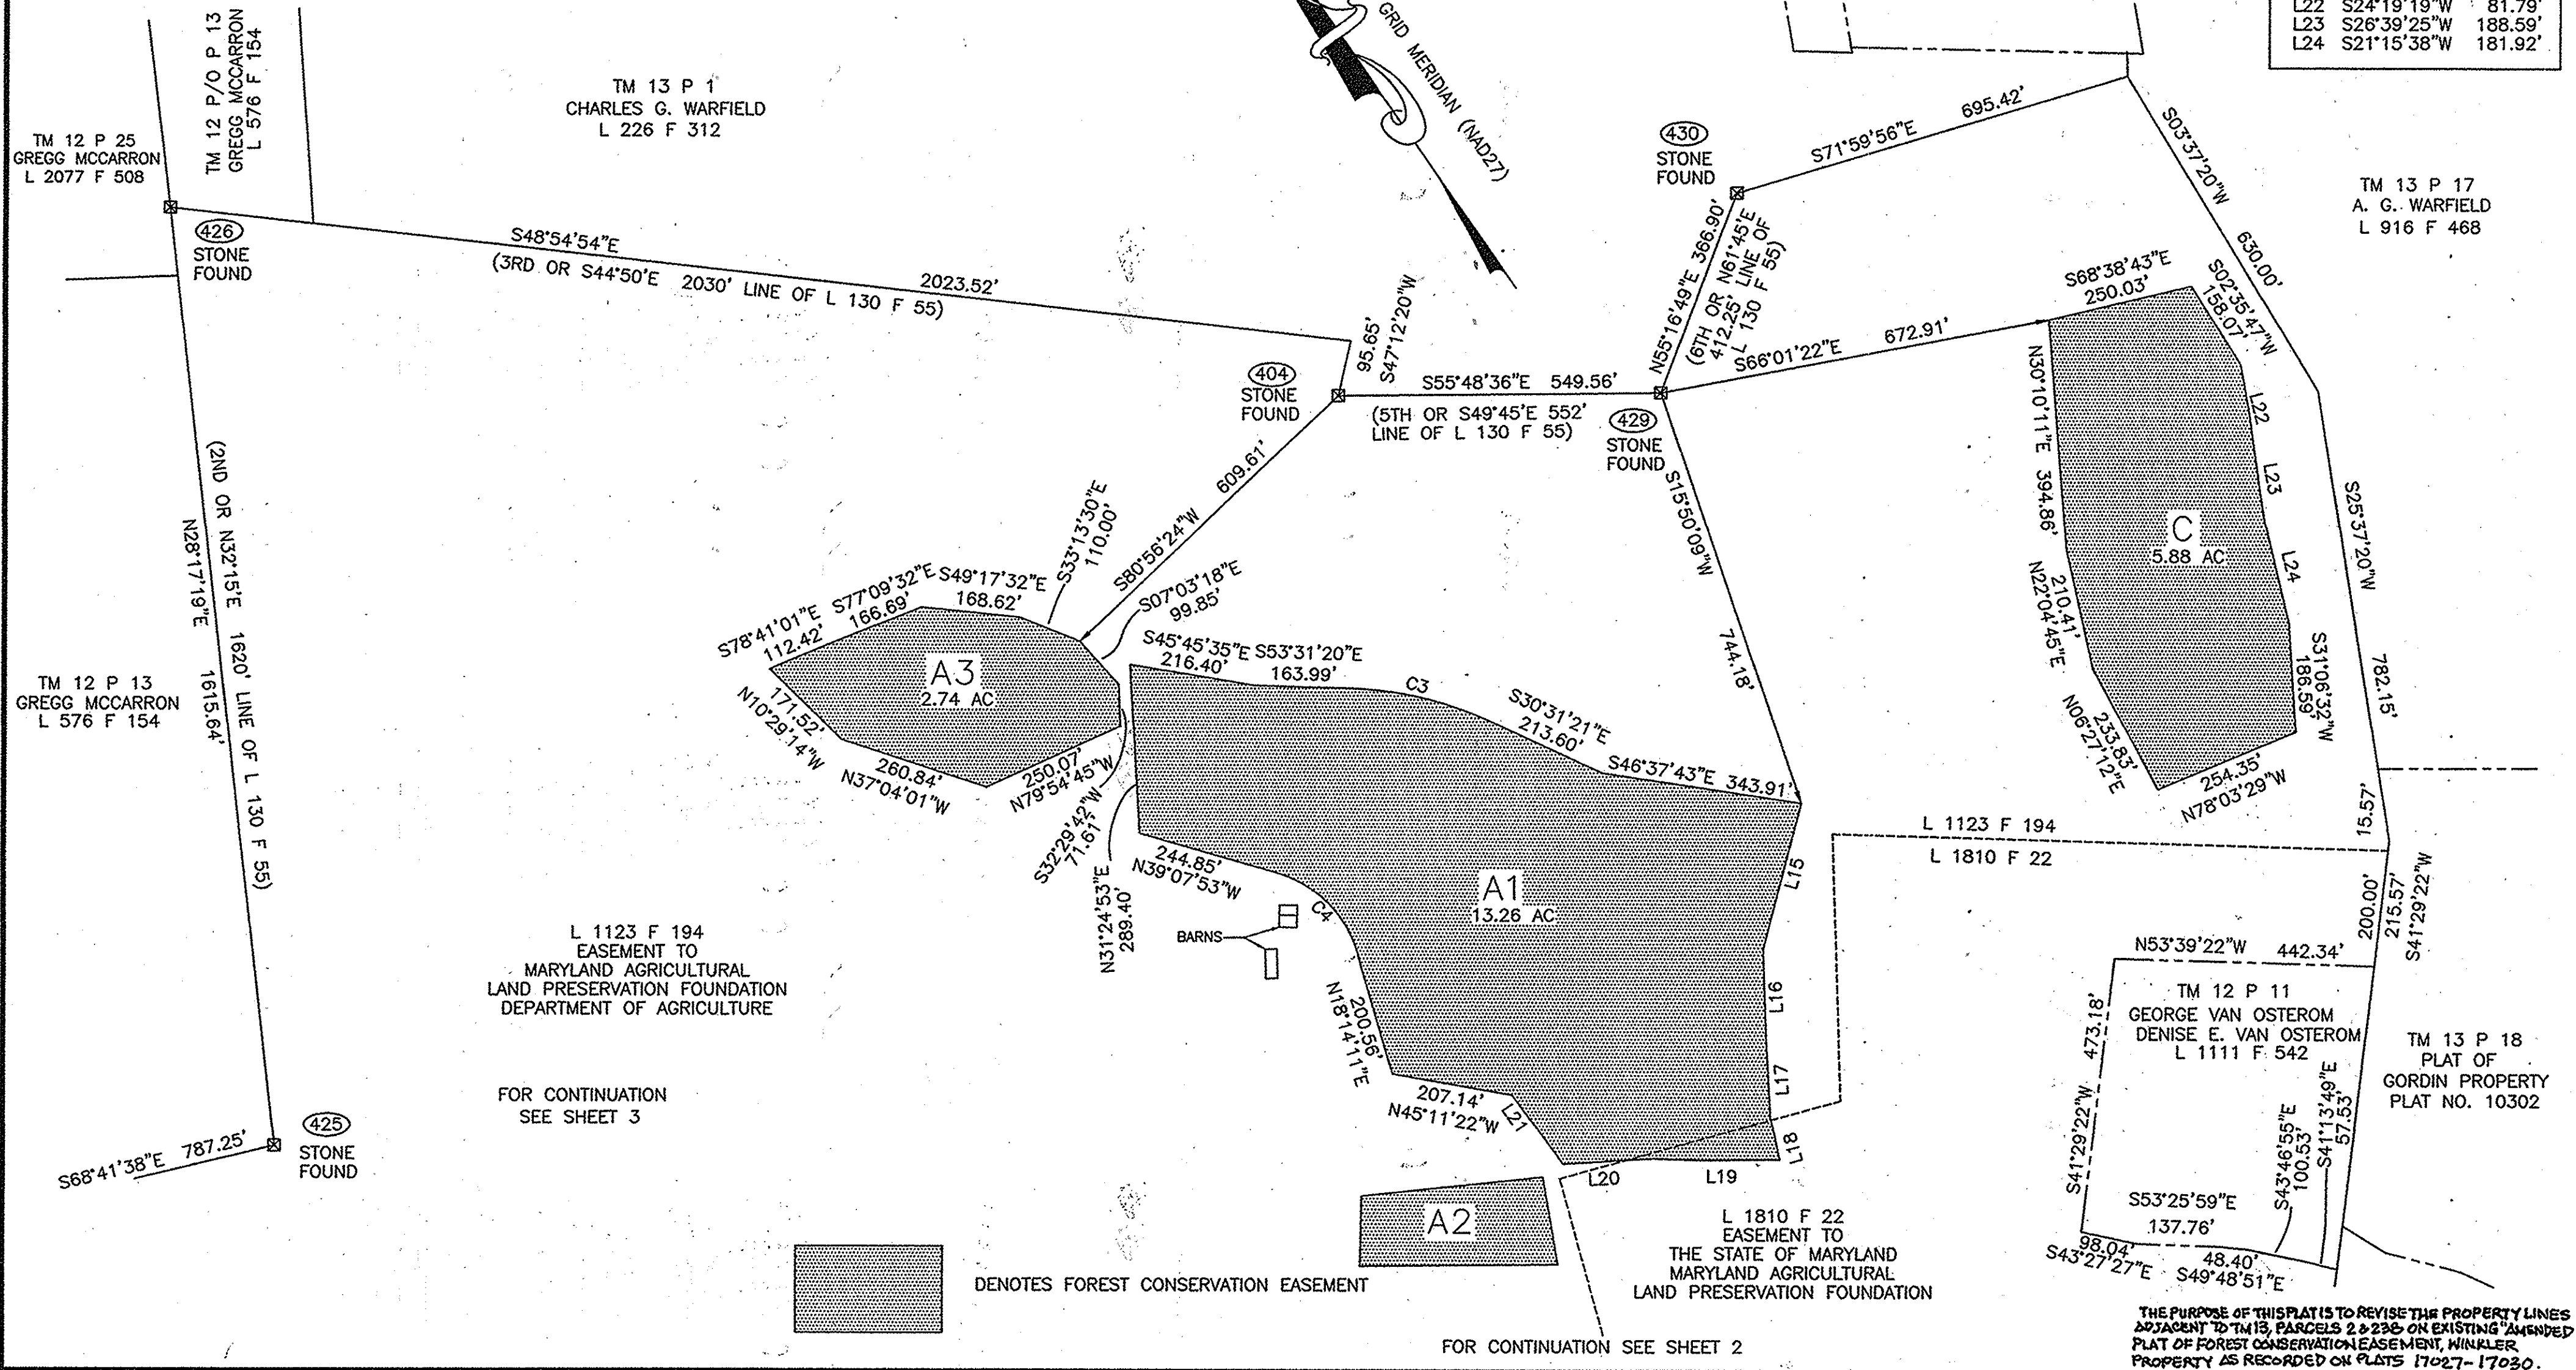 L22 S24°19'19"W 81.79'
L23 S26°39'25"W 188.59'
L24 S21°15'38"W 181.92'
GRID MERIDIAN (NAD27)
TM 12 P/O P 13
GREGG MCCARRON
L 576 F 154
TM 13 P 1
CHARLES G. WARFIELD
L 226 F 312
TM 12 P 25
GREGG MCCARRON
L 2077 F 508
426
STONE
FOUND
S48°54'54"E 2023.52'
(3RD OR S44°50'E 2030' LINE OF L 130 F 55)
95.65'
S47°12'20"W
404
STONE
FOUND
S55°48'36"E 549.56'
(5TH OR S49°45'E 552'
LINE OF L 130 F 55)
430
STONE
FOUND
S71°59'56"E 695.42'
N55°16'49"E 366.90'
(6TH OR N61°45'E
412.25' LINE OF
L 130 F 55)
429
STONE
FOUND
S66°01'22"E 672.91'
S03°37'20"W 630.00'
TM 13 P 17
A. G. WARFIELD
L 916 F 468
S68°38'43"E
250.03'
S02°35'47"W
158.07'
L22
L23
L24
N30°10'11"E 394.86'
C
5.88 AC
210.41'
N22°04'45"E
233.83'
N06°27'12"E
254.35'
N78°03'29"W
S31°06'32"W
186.59'
S25°37'20"W 782.15'
(2ND OR N32°15'E 1620' LINE OF L 130 F 55)
N28°17'19"E 1615.64'
TM 12 P 13
GREGG MCCARRON
L 576 F 154
S80°56'24"W 609.61'
S15°50'09"W 744.18'
S78°41'01"E
112.42'
S77°09'32"E
166.69'
S49°17'32"E
168.62'
S33°13'30"E
110.00'
S07°03'18"E
99.85'
A3
2.74 AC
171.52'
N10°29'14"W
260.84'
N37°04'01"W
250.07'
N79°54'45"W
S32°29'42"W
71.61'
N31°24'53"E
289.40'
S45°45'35"E
216.40'
S53°31'20"E
163.99'
C3
S30°31'21"E
213.60'
S46°37'43"E 343.91'
244.85'
N39°07'53"W
C4
BARNS
A1
13.26 AC
L15
L16
L17
L18
L19
L20
L21
200.56'
N18°14'11"E
207.14'
N45°11'22"W
L 1123 F 194
L 1810 F 22
15.57'
200.00'
215.57'
S41°29'22"W
N53°39'22"W 442.34'
TM 12 P 11
GEORGE VAN OSTEROM
DENISE E. VAN OSTEROM
L 1111 F 542
S41°29'22"W 473.18'
TM 13 P 18
PLAT OF
GORDIN PROPERTY
PLAT NO. 10302
S53°25'59"E
137.76'
S43°46'55"E
100.53'
S41°13'49"E
57.53'
98.04'
S43°27'27"E
48.40'
S49°48'51"E
L 1123 F 194
EASEMENT TO
MARYLAND AGRICULTURAL
LAND PRESERVATION FOUNDATION
DEPARTMENT OF AGRICULTURE
FOR CONTINUATION
SEE SHEET 3
425
STONE
FOUND
S68°41'38"E 787.25'
A2
DENOTES FOREST CONSERVATION EASEMENT
L 1810 F 22
EASEMENT TO
THE STATE OF MARYLAND
MARYLAND AGRICULTURAL
LAND PRESERVATION FOUNDATION
FOR CONTINUATION SEE SHEET 2
THE PURPOSE OF THIS PLAT IS TO REVISE THE PROPERTY LINES
ADJACENT TO TM 13, PARCELS 2 & 238 ON EXISTING "AMENDED
PLAT OF FOREST CONSERVATION EASEMENT, WINKLER
PROPERTY AS RECORDED ON PLATS 17027-17030.